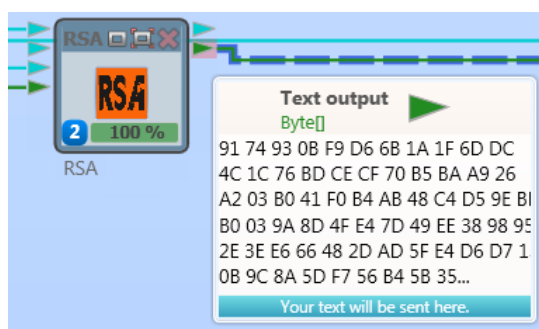 RSA
RSA
2
100 %
RSA
Text output
Byte[]
91 74 93 0B F9 D6 6B 1A 1F 6D DC
4C 1C 76 BD CE CF 70 B5 BA A9 26
A2 03 B0 41 F0 B4 AB 48 C4 D5 9E
B0 03 9A 8D 4F E4 7D 49 EE 38 98 95
2E 3E E6 66 48 2D AD 5F E4 D6 D7 1
0B 9C 8A 5D F7 56 B4 5B 35...
Your text will be sent here.